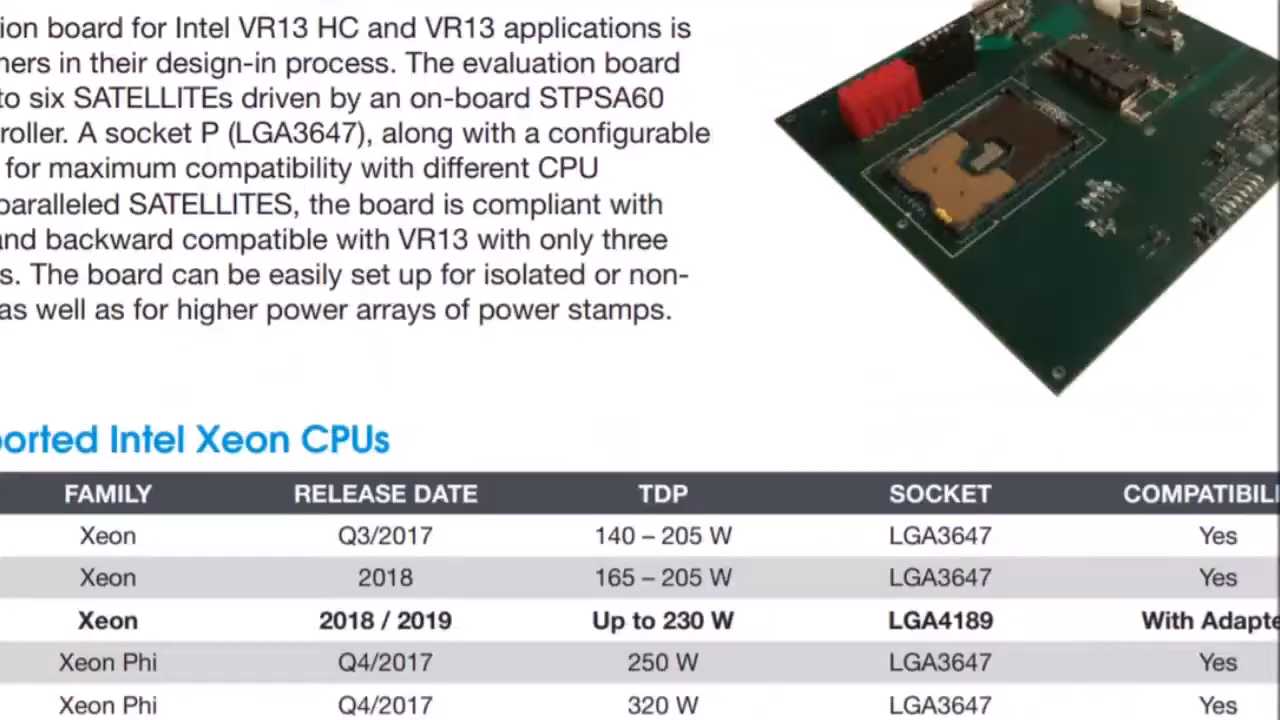 ion board for Intel VR13 HC and VR13 applications is
ners in their design-in process. The evaluation board
to six SATELLITEs driven by an on-board STPSA60
roller. A socket P (LGA3647), along with a configurable
for maximum compatibility with different CPU
paralleled SATELLITES, the board is compliant with
and backward compatible with VR13 with only three
s. The board can be easily set up for isolated or non-
as well as for higher power arrays of power stamps.
orted Intel Xeon CPUs
FAMILY RELEASE DATE TDP SOCKET COMPATIBILI
Xeon Q3/2017 140 – 205 W LGA3647 Yes
Xeon 2018 165 – 205 W LGA3647 Yes
Xeon 2018 / 2019 Up to 230 W LGA4189 With Adapte
Xeon Phi Q4/2017 250 W LGA3647 Yes
Xeon Phi Q4/2017 320 W LGA3647 Yes